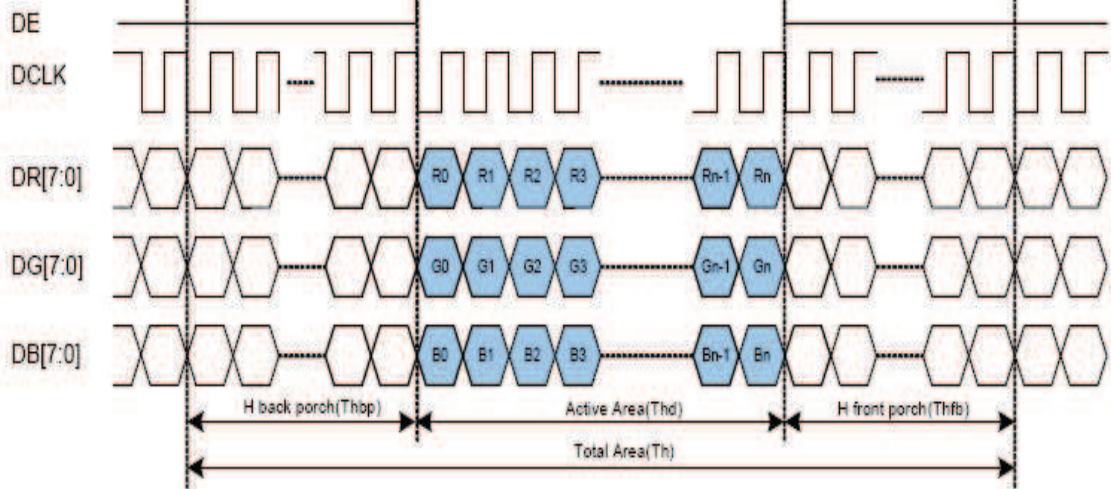 DE
DCLK
DR[7:0] R0 R1 R2 R3 Rn-1 Rn
DG[7:0] G0 G1 G2 G3 Gn-1 Gn
DB[7:0] B0 B1 B2 B3 Bn-1 Bn
H back porch(Thbp) Active Area(Thd) H front porch(Thfb)
Total Area(Th)